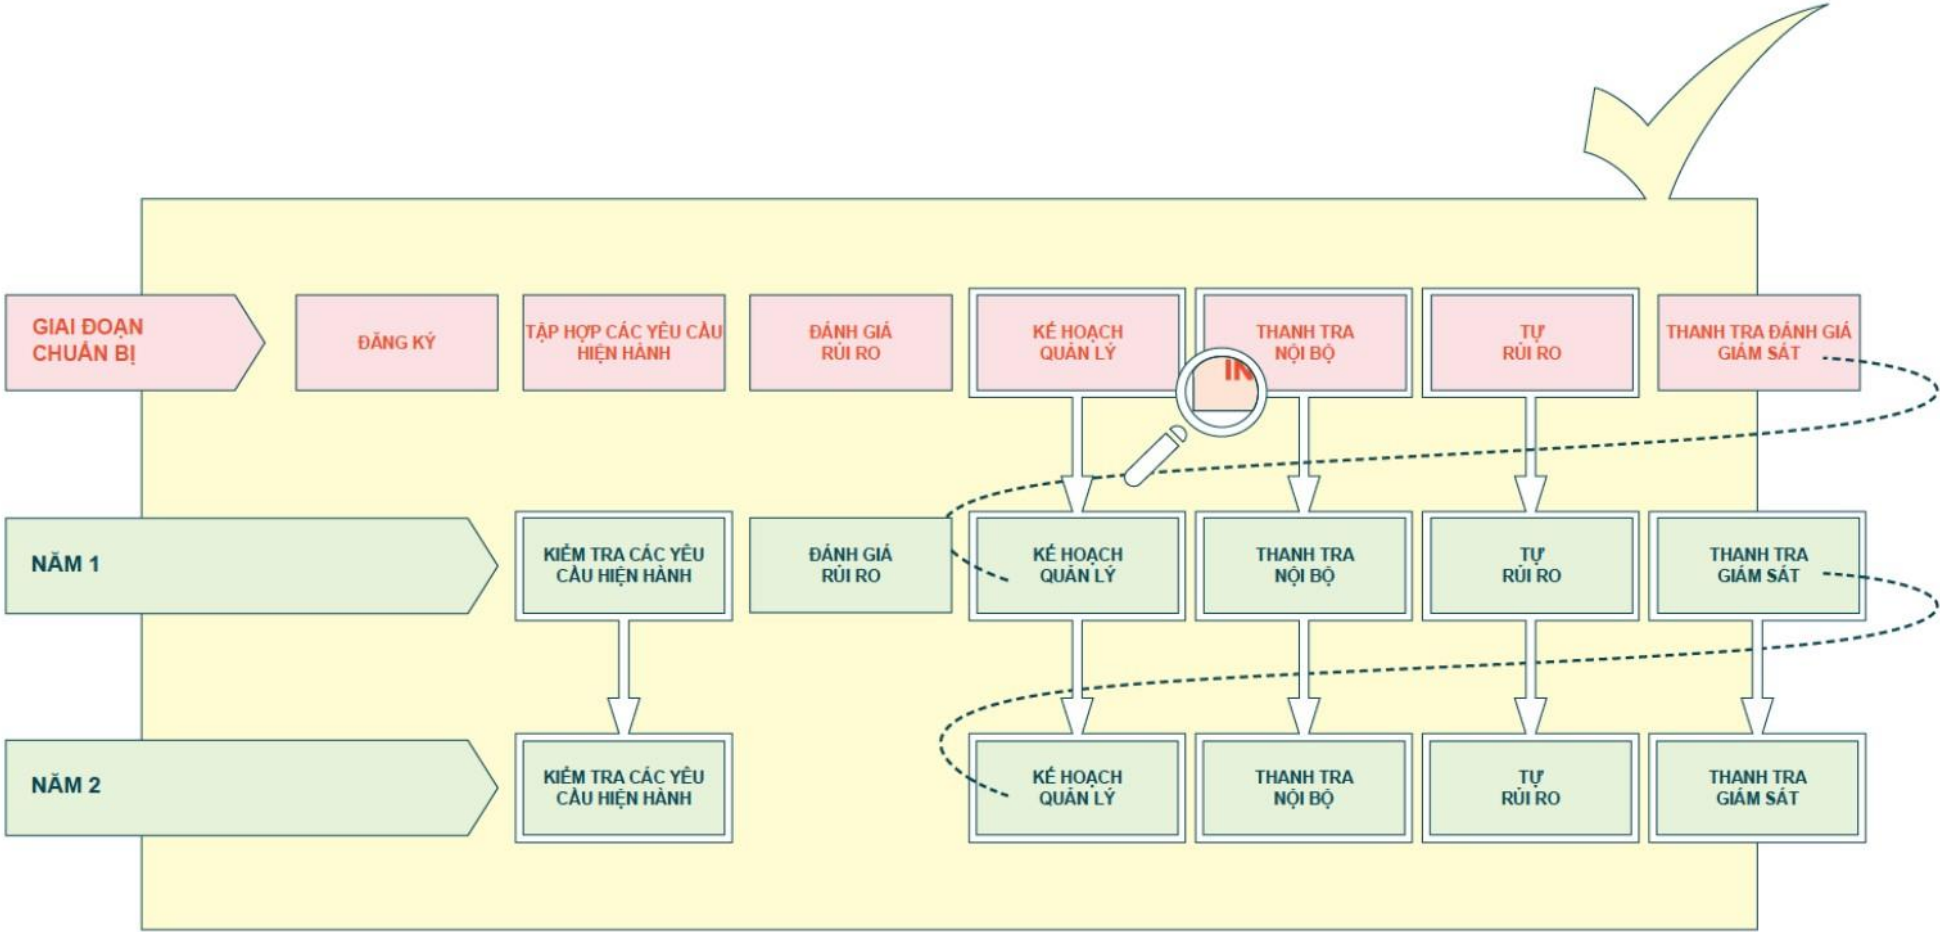 GIAI ĐOẠN
CHUẨN BỊ
ĐĂNG KÝ
TẬP HỢP CÁC YÊU CẦU
HIỆN HÀNH
ĐÁNH GIÁ
RỦI RO
KẾ HOẠCH
QUẢN LÝ
THANH TRA
NỘI BỘ
IN
TỰ
RỦI RO
THANH TRA ĐÁNH GIÁ
GIÁM SÁT
NĂM 1
KIỂM TRA CÁC YÊU
CẦU HIỆN HÀNH
ĐÁNH GIÁ
RỦI RO
KẾ HOẠCH
QUẢN LÝ
THANH TRA
NỘI BỘ
TỰ
RỦI RO
THANH TRA
GIÁM SÁT
NĂM 2
KIỂM TRA CÁC YÊU
CẦU HIỆN HÀNH
KẾ HOẠCH
QUẢN LÝ
THANH TRA
NỘI BỘ
TỰ
RỦI RO
THANH TRA
GIÁM SÁT